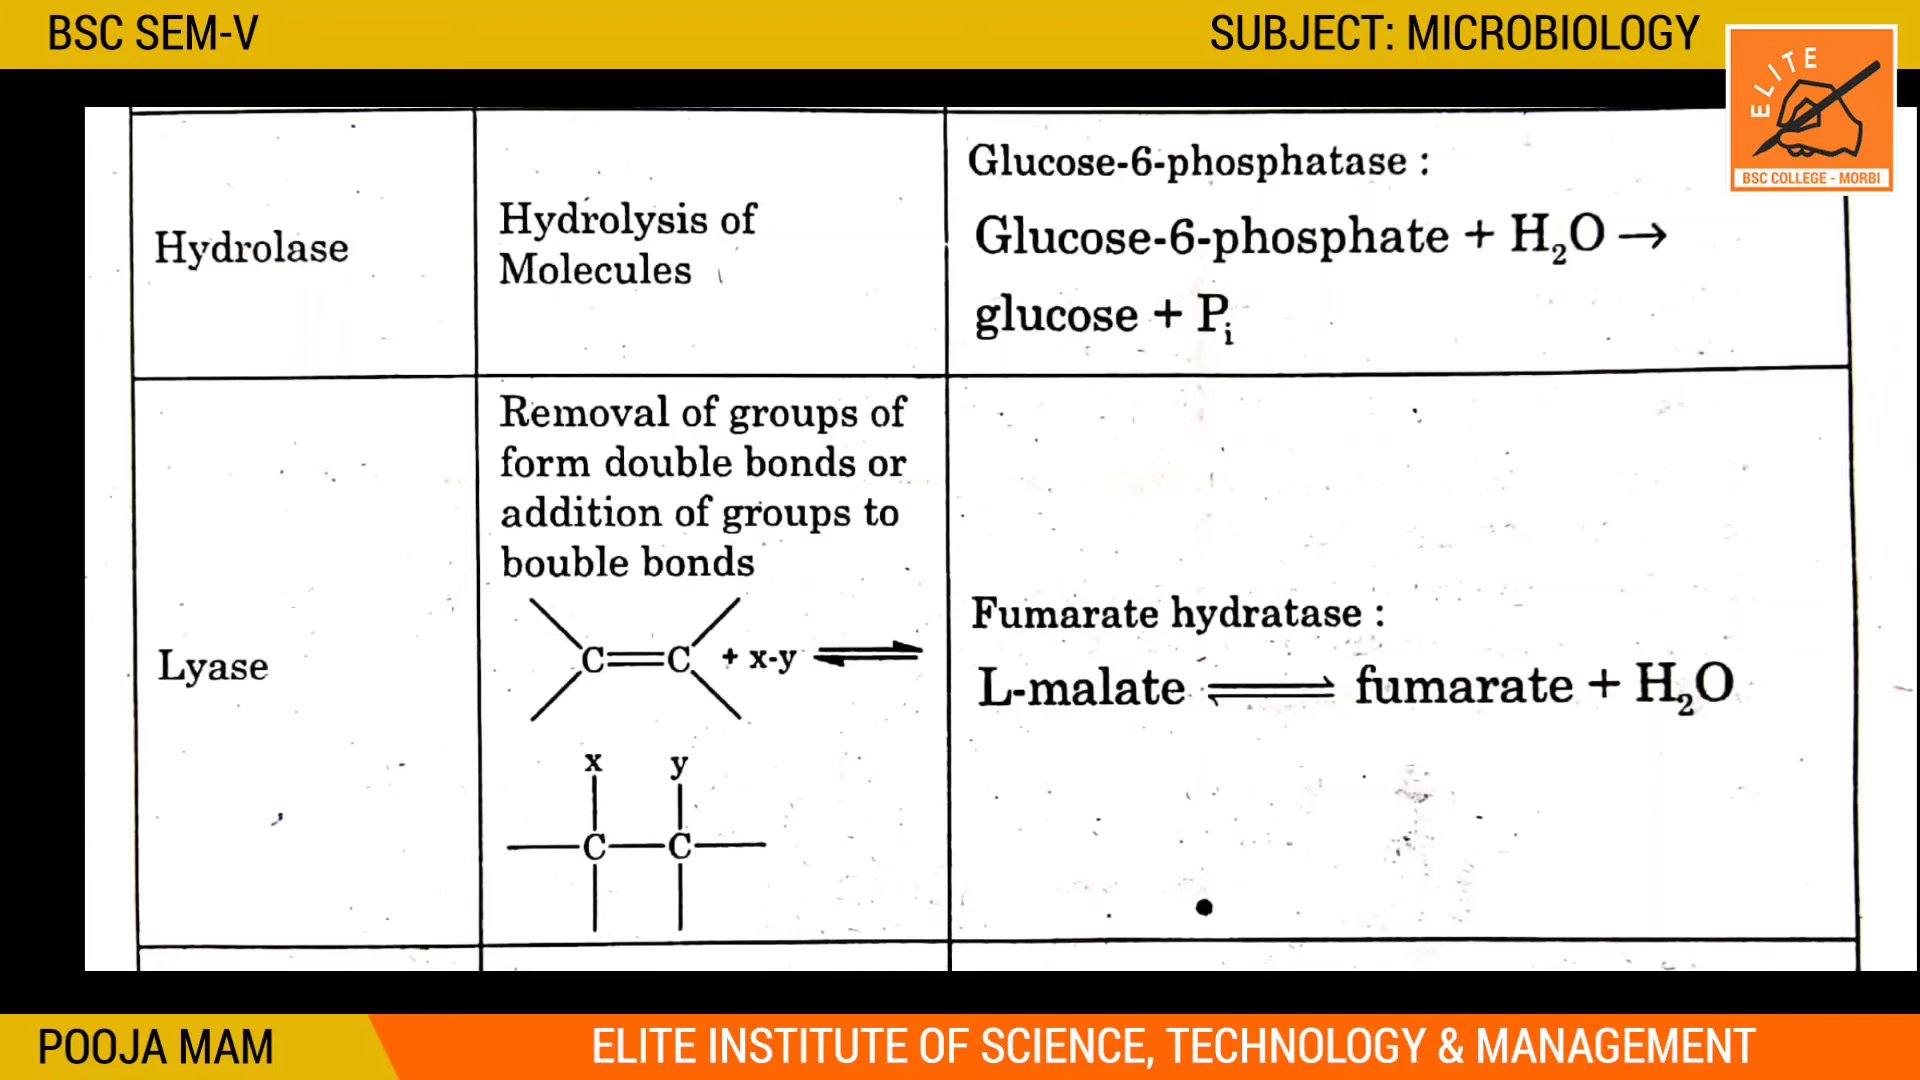 BSC SEM-V
SUBJECT: MICROBIOLOGY
ELITE
BSC COLLEGE - MORBI
Hydrolase
Hydrolysis of
Molecules
Glucose-6-phosphatase :
Glucose-6-phosphate + H₂O →
glucose + Pᵢ
Lyase
Removal of groups of
form double bonds or
addition of groups to
bouble bonds
C=C + x-y ⇌
x y
C—C
Fumarate hydratase :
L-malate ⇌ fumarate + H₂O
POOJA MAM
ELITE INSTITUTE OF SCIENCE, TECHNOLOGY & MANAGEMENT